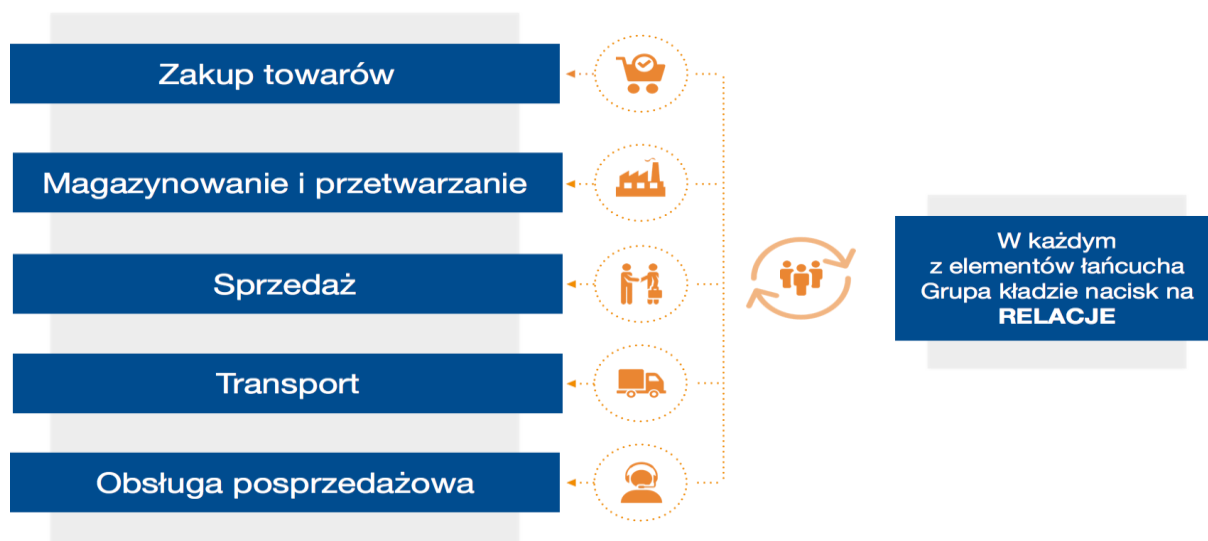 Zakup towarów
Magazynowanie i przetwarzanie
Sprzedaż
Transport
Obsługa posprzedażowa
W każdym
z elementów łańcucha
Grupa kładzie nacisk na
RELACJE